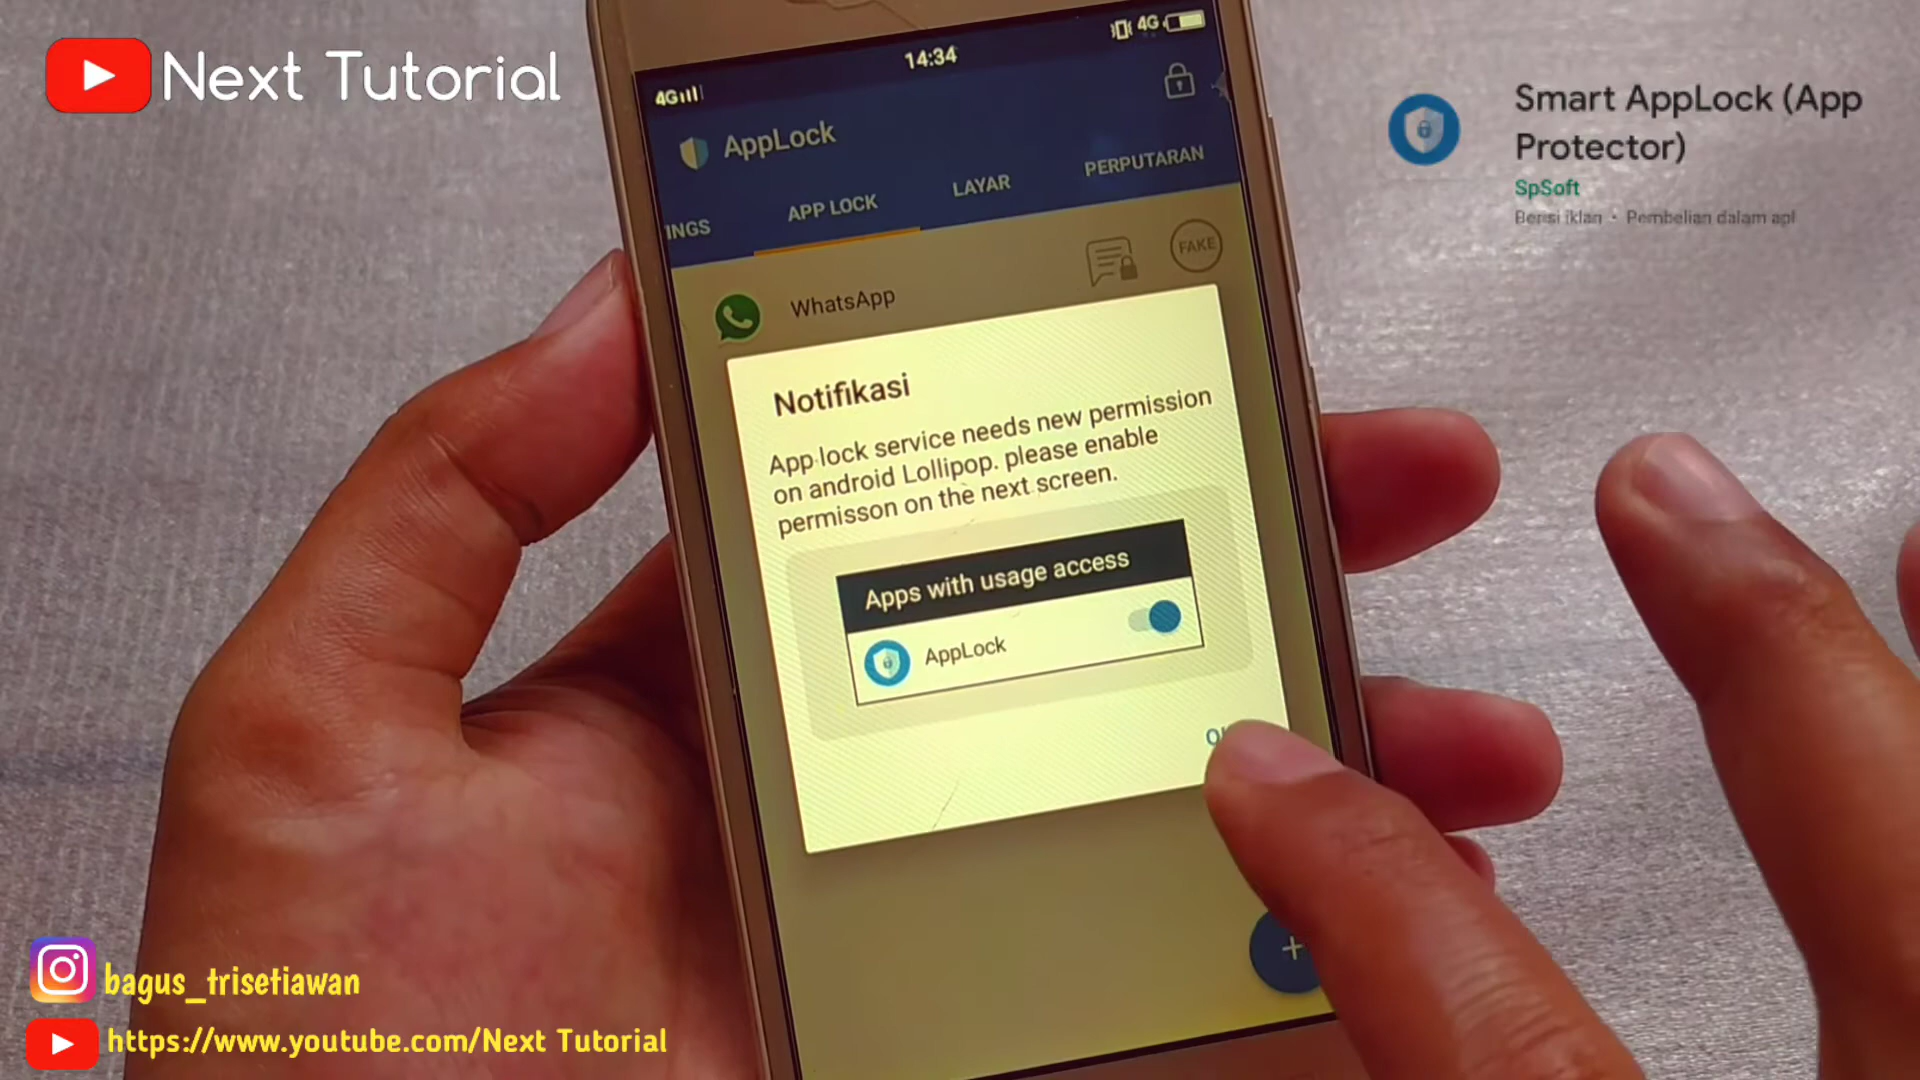 Next Tutorial
Smart AppLock (App
Protector)
SpSoft
Berisi iklan • Pembelian dalam apl
4G
14:34
4G
AppLock
INGS
APP LOCK
LAYAR
PERPUTARAN
WhatsApp
FAKE
Notifikasi
App lock service needs new permission
on android Lollipop. please enable
permisson on the next screen.
Apps with usage access
AppLock
bagus_trisetiawan
https://www.youtube.com/Next Tutorial